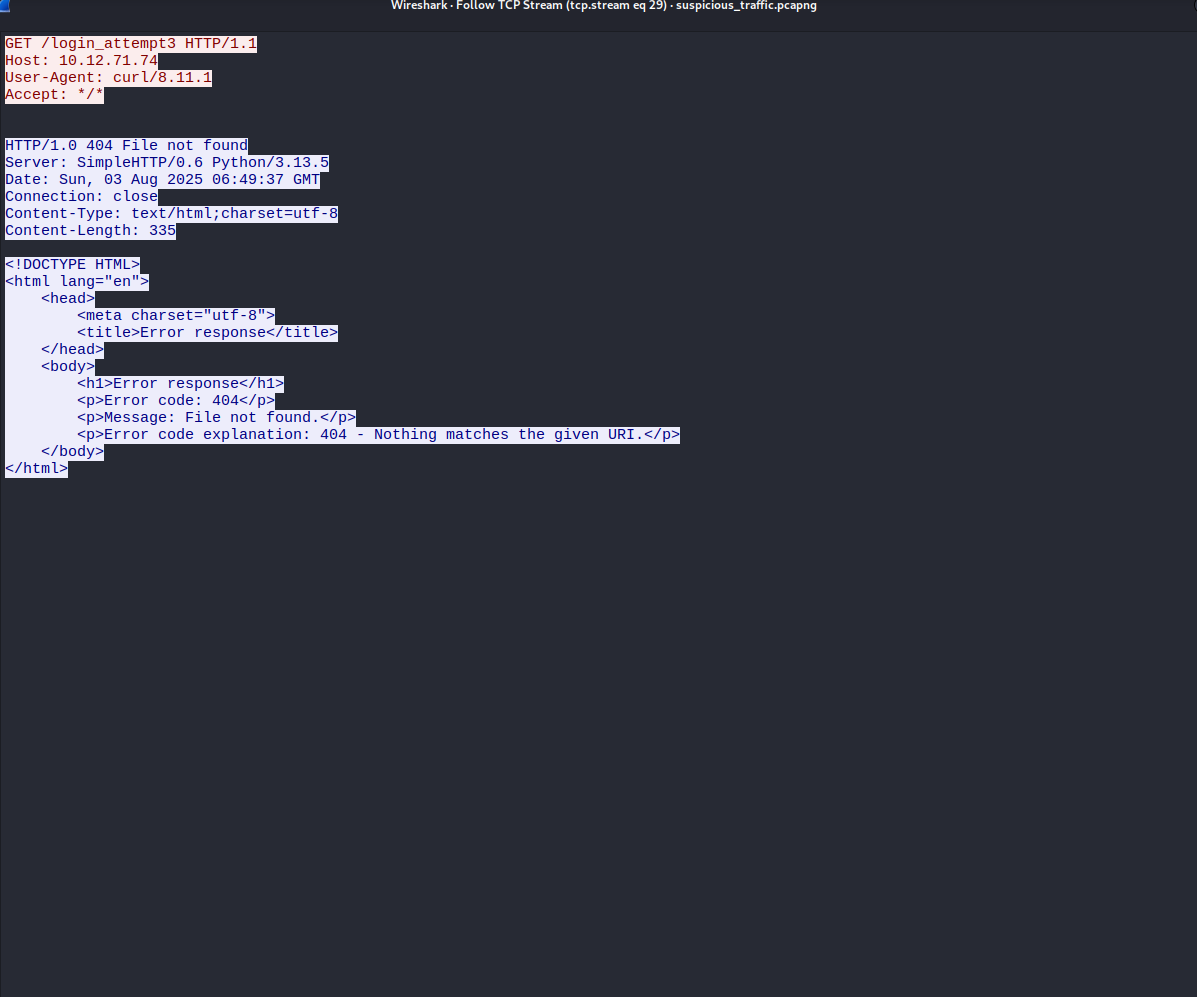 Wireshark · Follow TCP Stream (tcp.stream eq 29) · suspicious_traffic.pcapng
GET /login_attempt3 HTTP/1.1
Host: 10.12.71.74
User-Agent: curl/8.11.1
Accept: */*
HTTP/1.0 404 File not found
Server: SimpleHTTP/0.6 Python/3.13.5
Date: Sun, 03 Aug 2025 06:49:37 GMT
Connection: close
Content-Type: text/html;charset=utf-8
Content-Length: 335
<!DOCTYPE HTML>
<html lang="en">
    <head>
        <meta charset="utf-8">
        <title>Error response</title>
    </head>
    <body>
        <h1>Error response</h1>
        <p>Error code: 404</p>
        <p>Message: File not found.</p>
        <p>Error code explanation: 404 - Nothing matches the given URI.</p>
    </body>
</html>